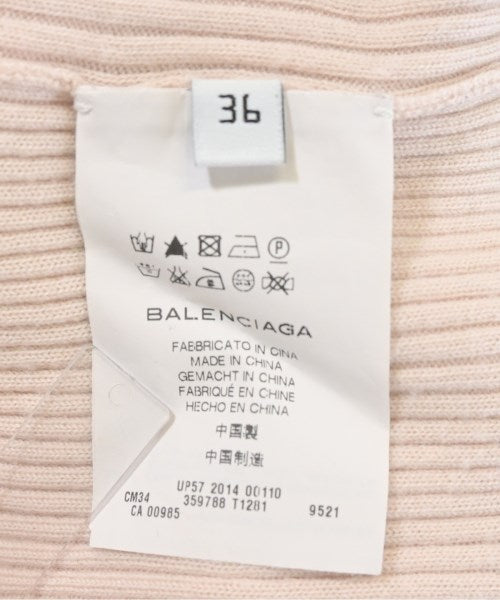 36
P
BALENCIAGA
FABBRICATO IN CINA
MADE IN CHINA
GEMACHT IN CHINA
FABRIQUÉ EN CHINE
HECHO EN CHINA
中国製
中国制造
UP57 2014 00110
CM34 359788 T1281 9521
CA 00985